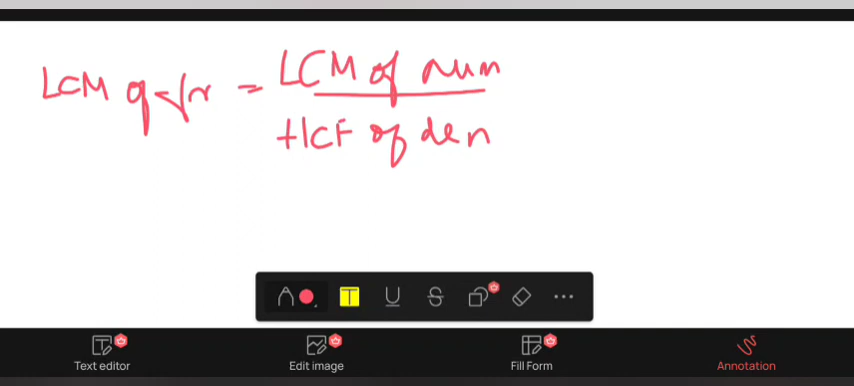 LCM of fr = LCM of num
HCF of den
T U S
Text editor Edit image Fill Form Annotation